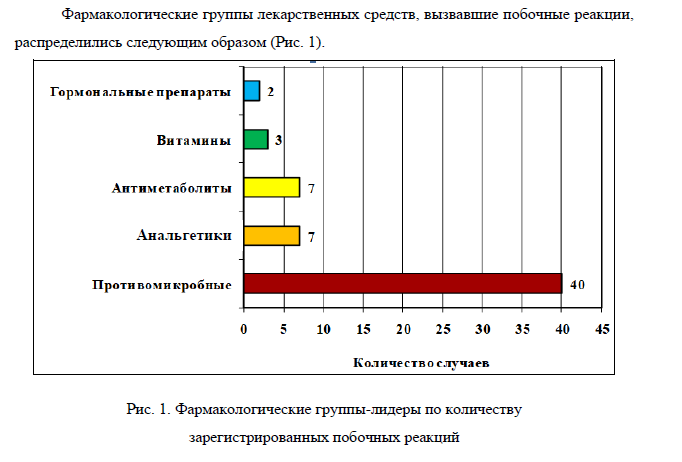 Фармакологические группы лекарственных средств, вызвавшие побочные реакции,
распределились следующим образом (Рис. 1).
Гормональные препараты 2
Витамины 3
Антиметаболиты 7
Анальгетики 7
Противомикробные 40
0 5 10 15 20 25 30 35 40 45
Количество случаев
Рис. 1. Фармакологические группы-лидеры по количеству
зарегистрированных побочных реакций